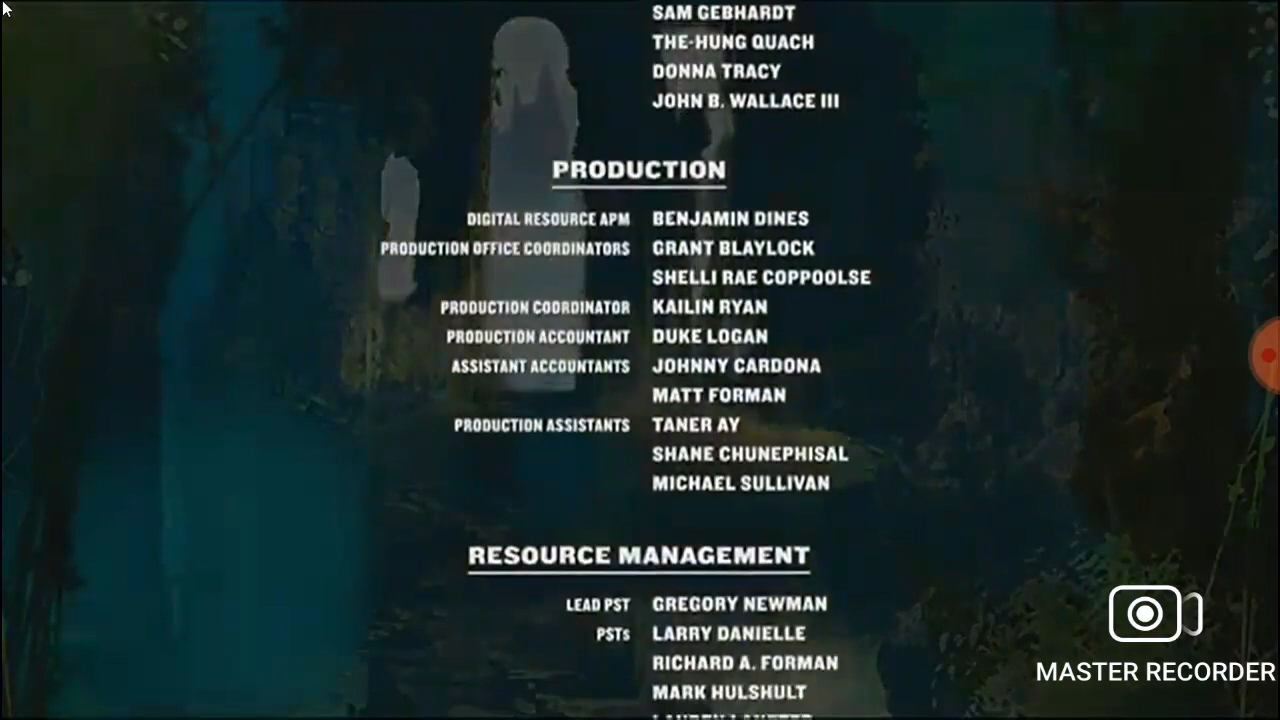 SAM GEBHARDT
THE-HUNG QUACH
DONNA TRACY
JOHN B. WALLACE III
PRODUCTION
DIGITAL RESOURCE APM BENJAMIN DINES
PRODUCTION OFFICE COORDINATORS GRANT BLAYLOCK
SHELLI RAE COPPOOLSE
PRODUCTION COORDINATOR KAILIN RYAN
PRODUCTION ACCOUNTANT DUKE LOGAN
ASSISTANT ACCOUNTANTS JOHNNY CARDONA
MATT FORMAN
PRODUCTION ASSISTANTS TANER AY
SHANE CHUNEPHISAL
MICHAEL SULLIVAN
RESOURCE MANAGEMENT
LEAD PST GREGORY NEWMAN
PSTs LARRY DANIELLE
RICHARD A. FORMAN
MARK HULSHULT
MASTER RECORDER